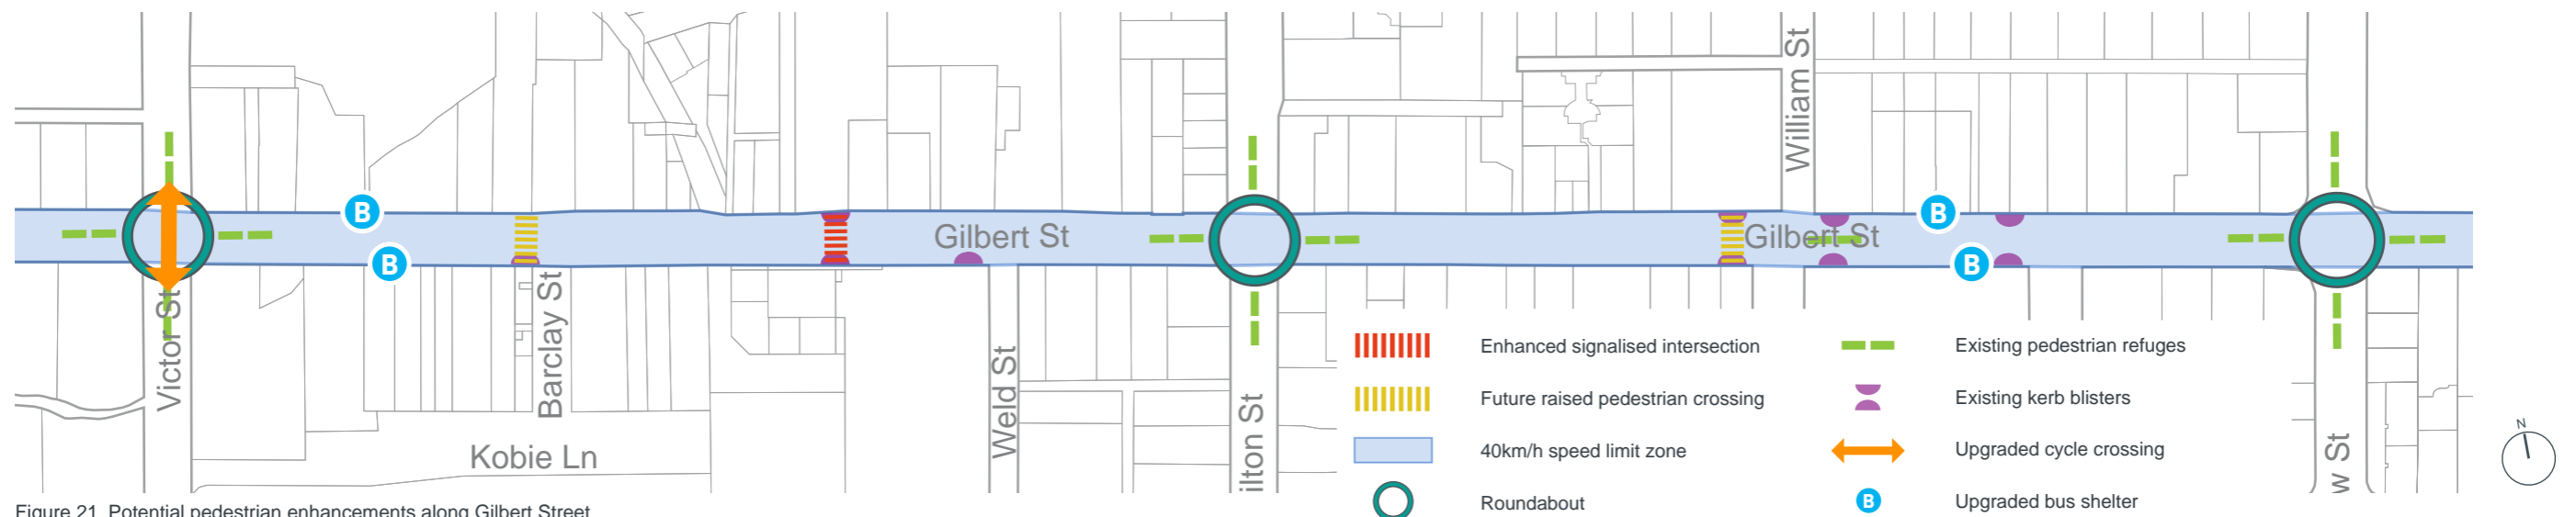 William St
B
B
Gilbert St
Gilbert St
B
B
Victor St
Barclay St
Weld St
ilton St
w St
Kobie Ln
Enhanced signalised intersection
Future raised pedestrian crossing
40km/h speed limit zone
Roundabout
Existing pedestrian refuges
Existing kerb blisters
Upgraded cycle crossing
B Upgraded bus shelter
N
Figure 21. Potential pedestrian enhancements along Gilbert Street